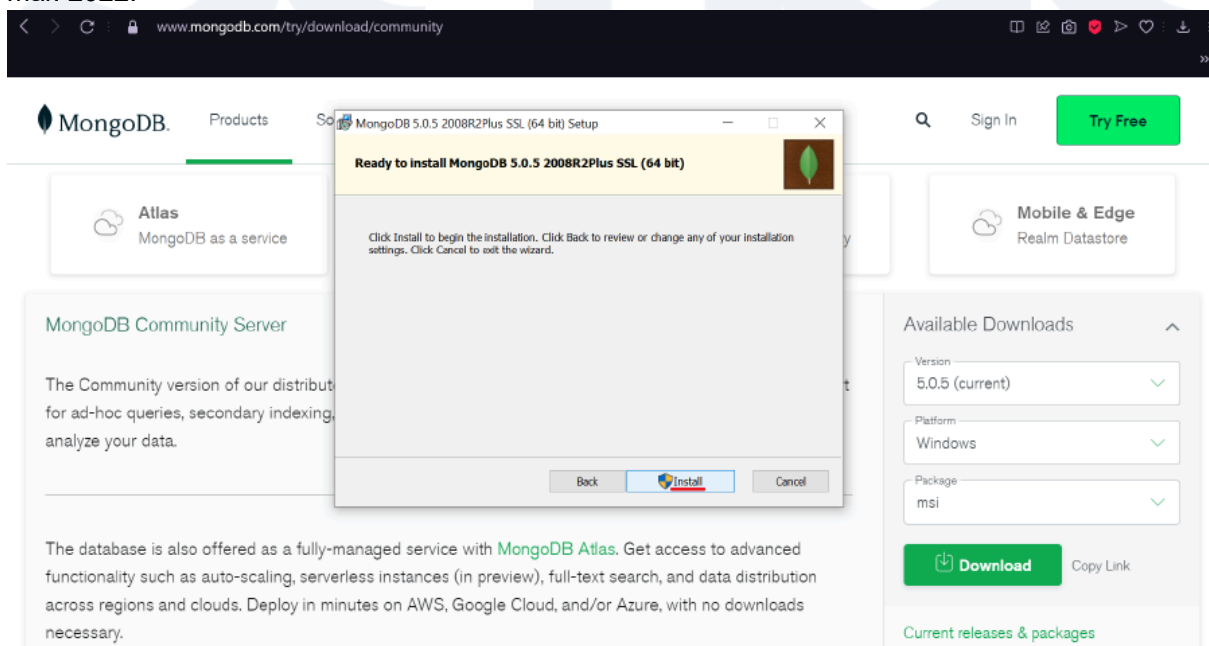 www.mongodb.com/try/download/community
MongoDB.
Products
So
Sign In
Try Free
MongoDB 5.0.5 2008R2Plus SSL (64 bit) Setup
Ready to install MongoDB 5.0.5 2008R2Plus SSL (64 bit)
Click Install to begin the installation. Click Back to review or change any of your installation
settings. Click Cancel to exit the wizard.
Back
Install
Cancel
Atlas
MongoDB as a service
y
Mobile & Edge
Realm Datastore
MongoDB Community Server
The Community version of our distribut
t
for ad-hoc queries, secondary indexing,
analyze your data.
The database is also offered as a fully-managed service with MongoDB Atlas. Get access to advanced
functionality such as auto-scaling, serverless instances (in preview), full-text search, and data distribution
across regions and clouds. Deploy in minutes on AWS, Google Cloud, and/or Azure, with no downloads
necessary.
Available Downloads
Version
5.0.5 (current)
Platform
Windows
Package
msi
Download
Copy Link
Current releases & packages